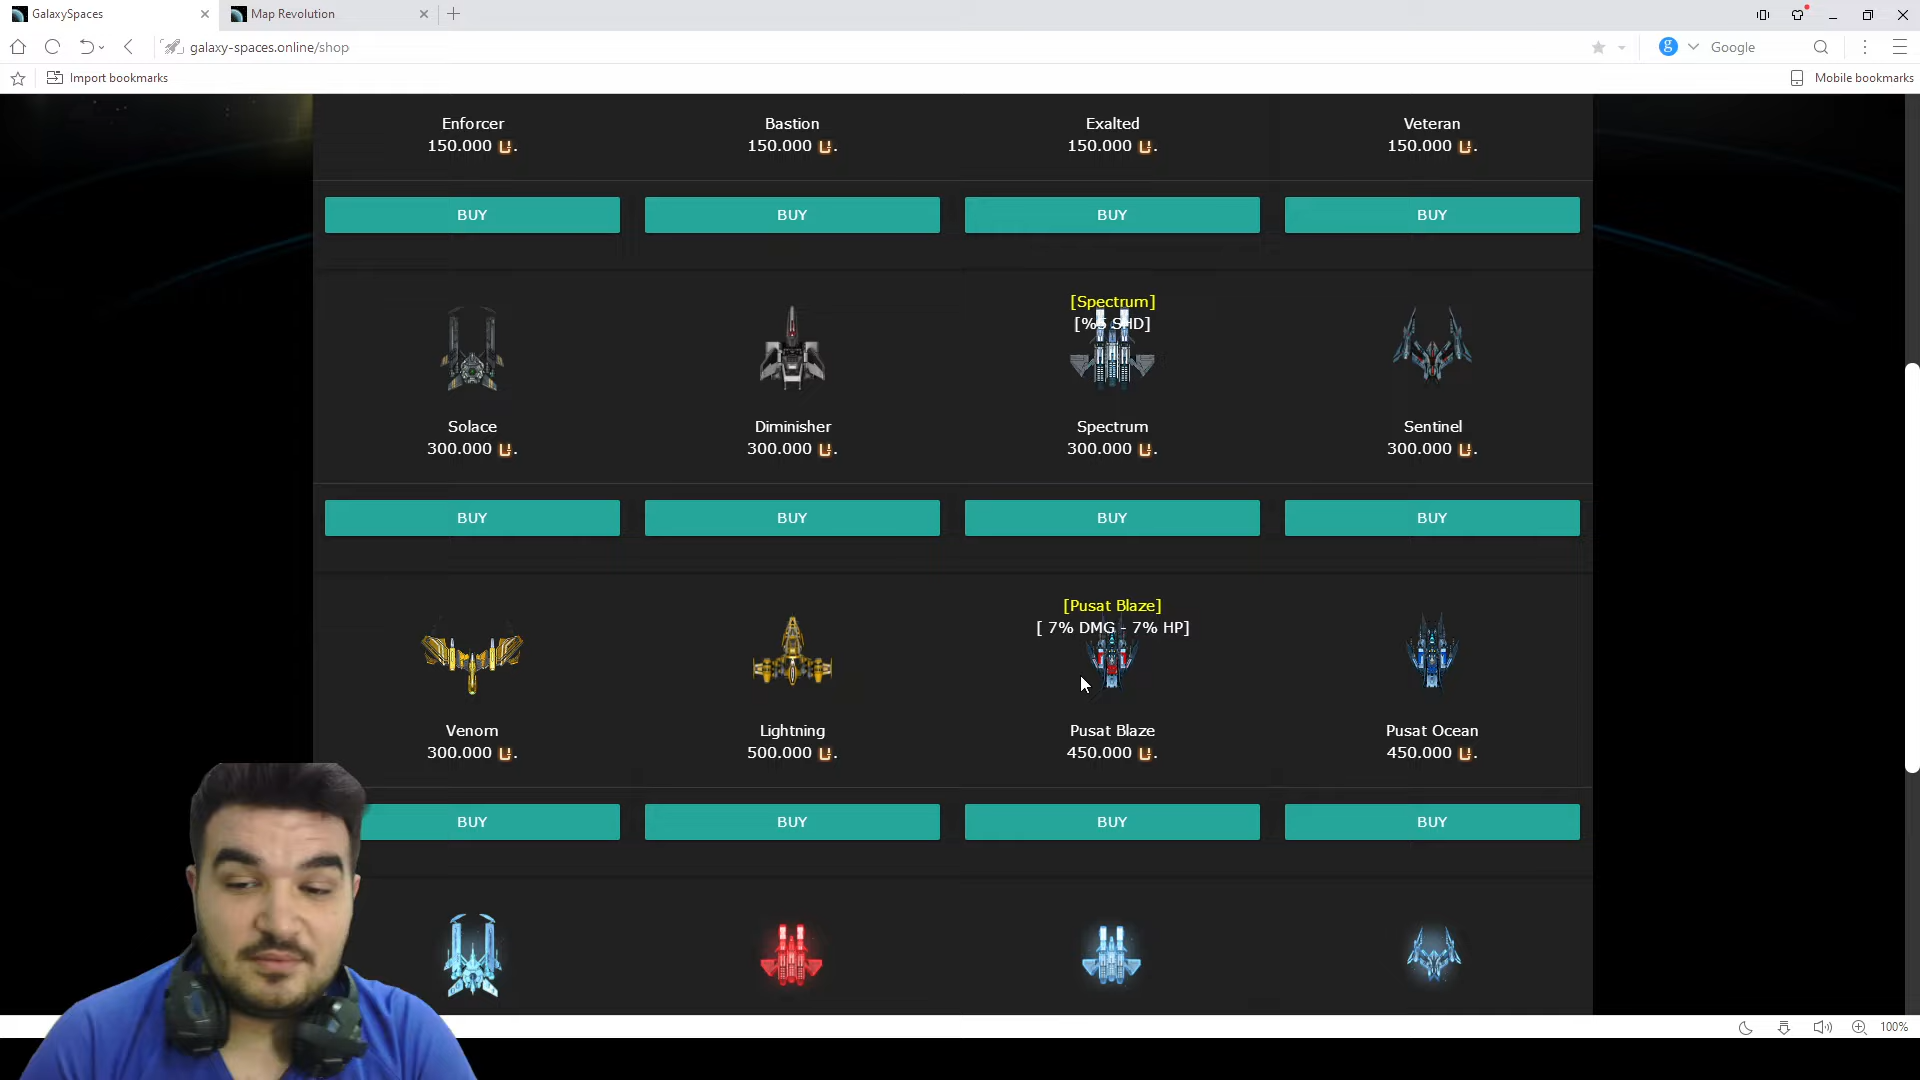 GalaxySpaces
Map Revolution
galaxy-spaces.online/shop
Google
Import bookmarks
Mobile bookmarks
Enforcer
150.000 U.
Bastion
150.000 U.
Exalted
150.000 U.
Veteran
150.000 U.
BUY
BUY
BUY
BUY
[Spectrum]
[%5 SHD]
Solace
300.000 U.
Diminisher
300.000 U.
Spectrum
300.000 U.
Sentinel
300.000 U.
BUY
BUY
BUY
BUY
[Pusat Blaze]
[ 7% DMG - 7% HP]
Venom
300.000 U.
Lightning
500.000 U.
Pusat Blaze
450.000 U.
Pusat Ocean
450.000 U.
BUY
BUY
BUY
BUY
100%